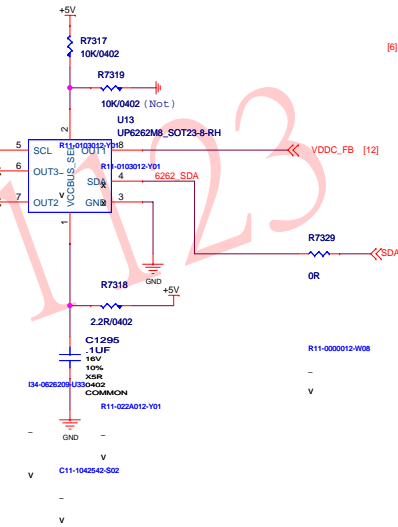 +5V
R7317
10K/0402
[6]
R7319
10K/0402 (Not)
U13
UP6262M8_SOT23-8-RH
2
R11-0103012-Y01
5 SCL OUT1 8
VDDC_FB [12]
R11-0103012-Y01
6 OUT3
SDA 4 6262_SDA
VCCBUS_SEL
v
x
x
7 OUT2 GND 3
1
1123
R7329
SDA
0R
GND
R7318
+5V
2.2R/0402
C1295
.1UF
16V
10%
X5R
0402
COMMON
I34-0626209-U33
R11-0000012-W08
R11-022A012-Y01
GND
v
v
v
C11-1042542-S02
v